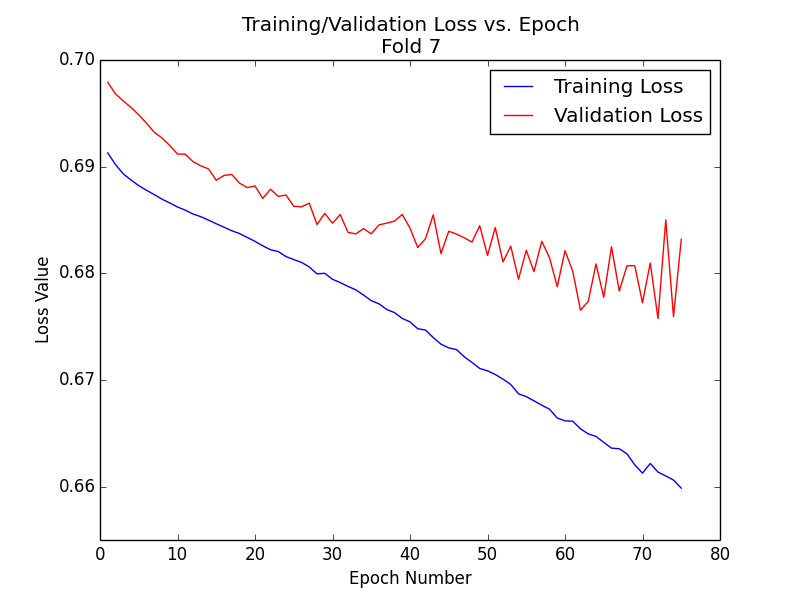 Training/Validation Loss vs. Epoch
Fold 7
Training Loss
Validation Loss
0.70
0.69
0.68
0.67
0.66
Loss Value
0 10 20 30 40 50 60 70 80
Epoch Number